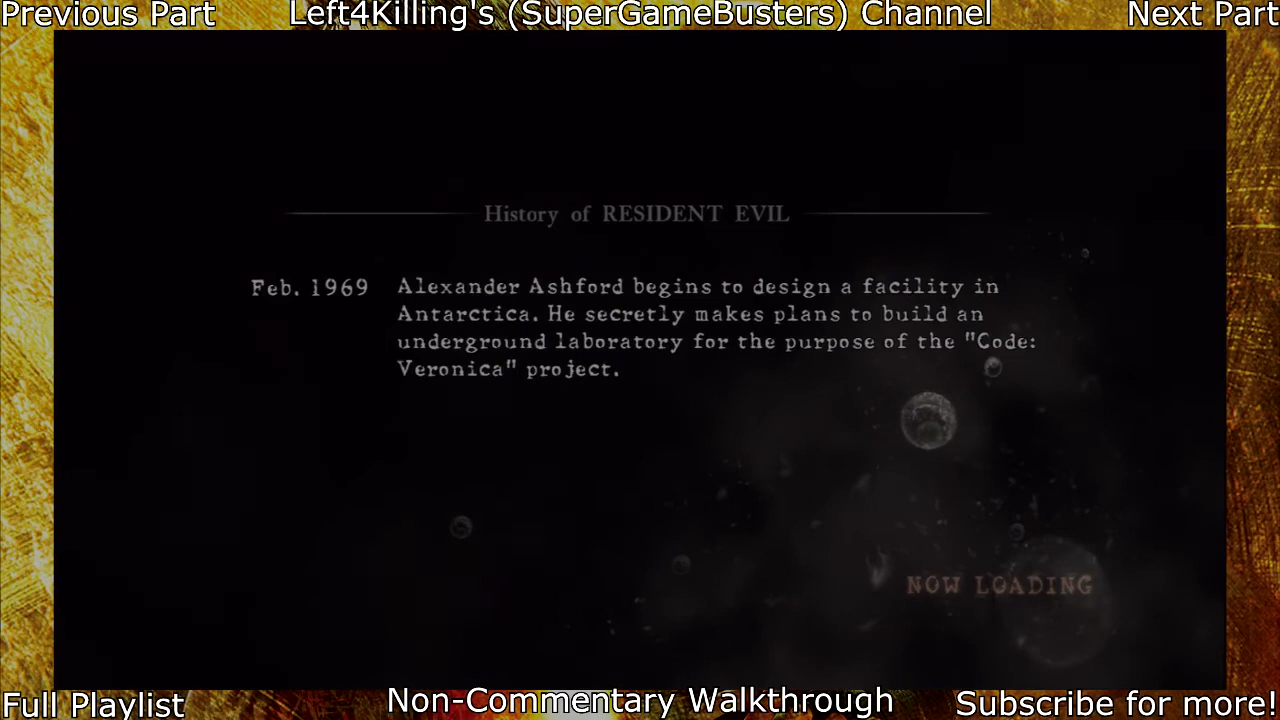 Previous Part
Left4Killing's (SuperGameBusters) Channel
Next Part
History of RESIDENT EVIL
Feb. 1969
Alexander Ashford begins to design a facility in
Antarctica. He secretly makes plans to build an
underground laboratory for the purpose of the "Code:
Veronica" project.
NOW LOADING
Full Playlist
Non-Commentary Walkthrough
Subscribe for more!